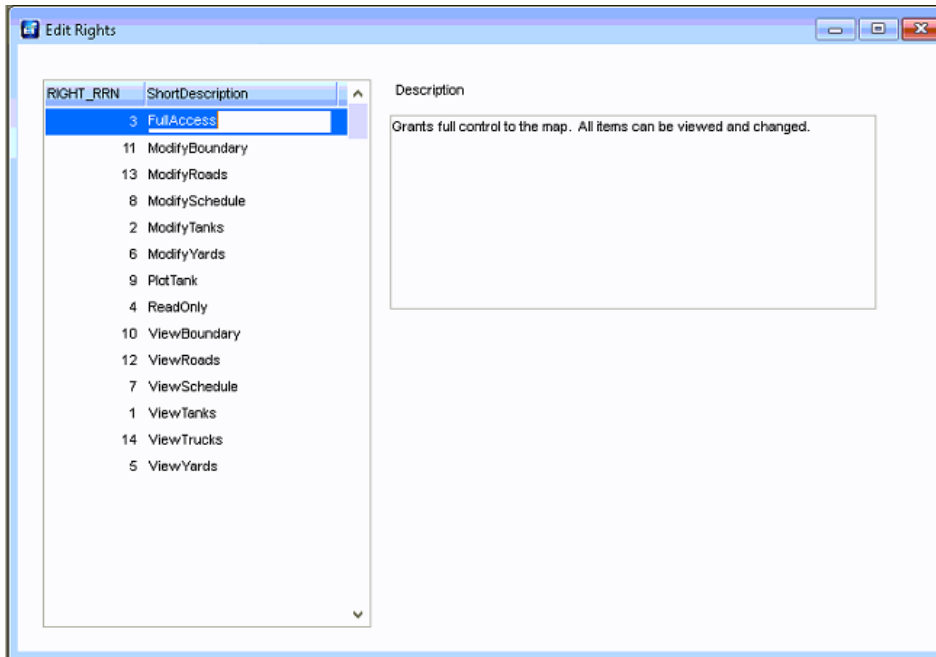 Edit Rights
RIGHT_RRN ShortDescription
3 FullAccess
11 ModifyBoundary
13 ModifyRoads
8 ModifySchedule
2 ModifyTanks
6 ModifyYards
9 PlotTank
4 ReadOnly
10 ViewBoundary
12 ViewRoads
7 ViewSchedule
1 ViewTanks
14 ViewTrucks
5 ViewYards
Description
Grants full control to the map. All items can be viewed and changed.